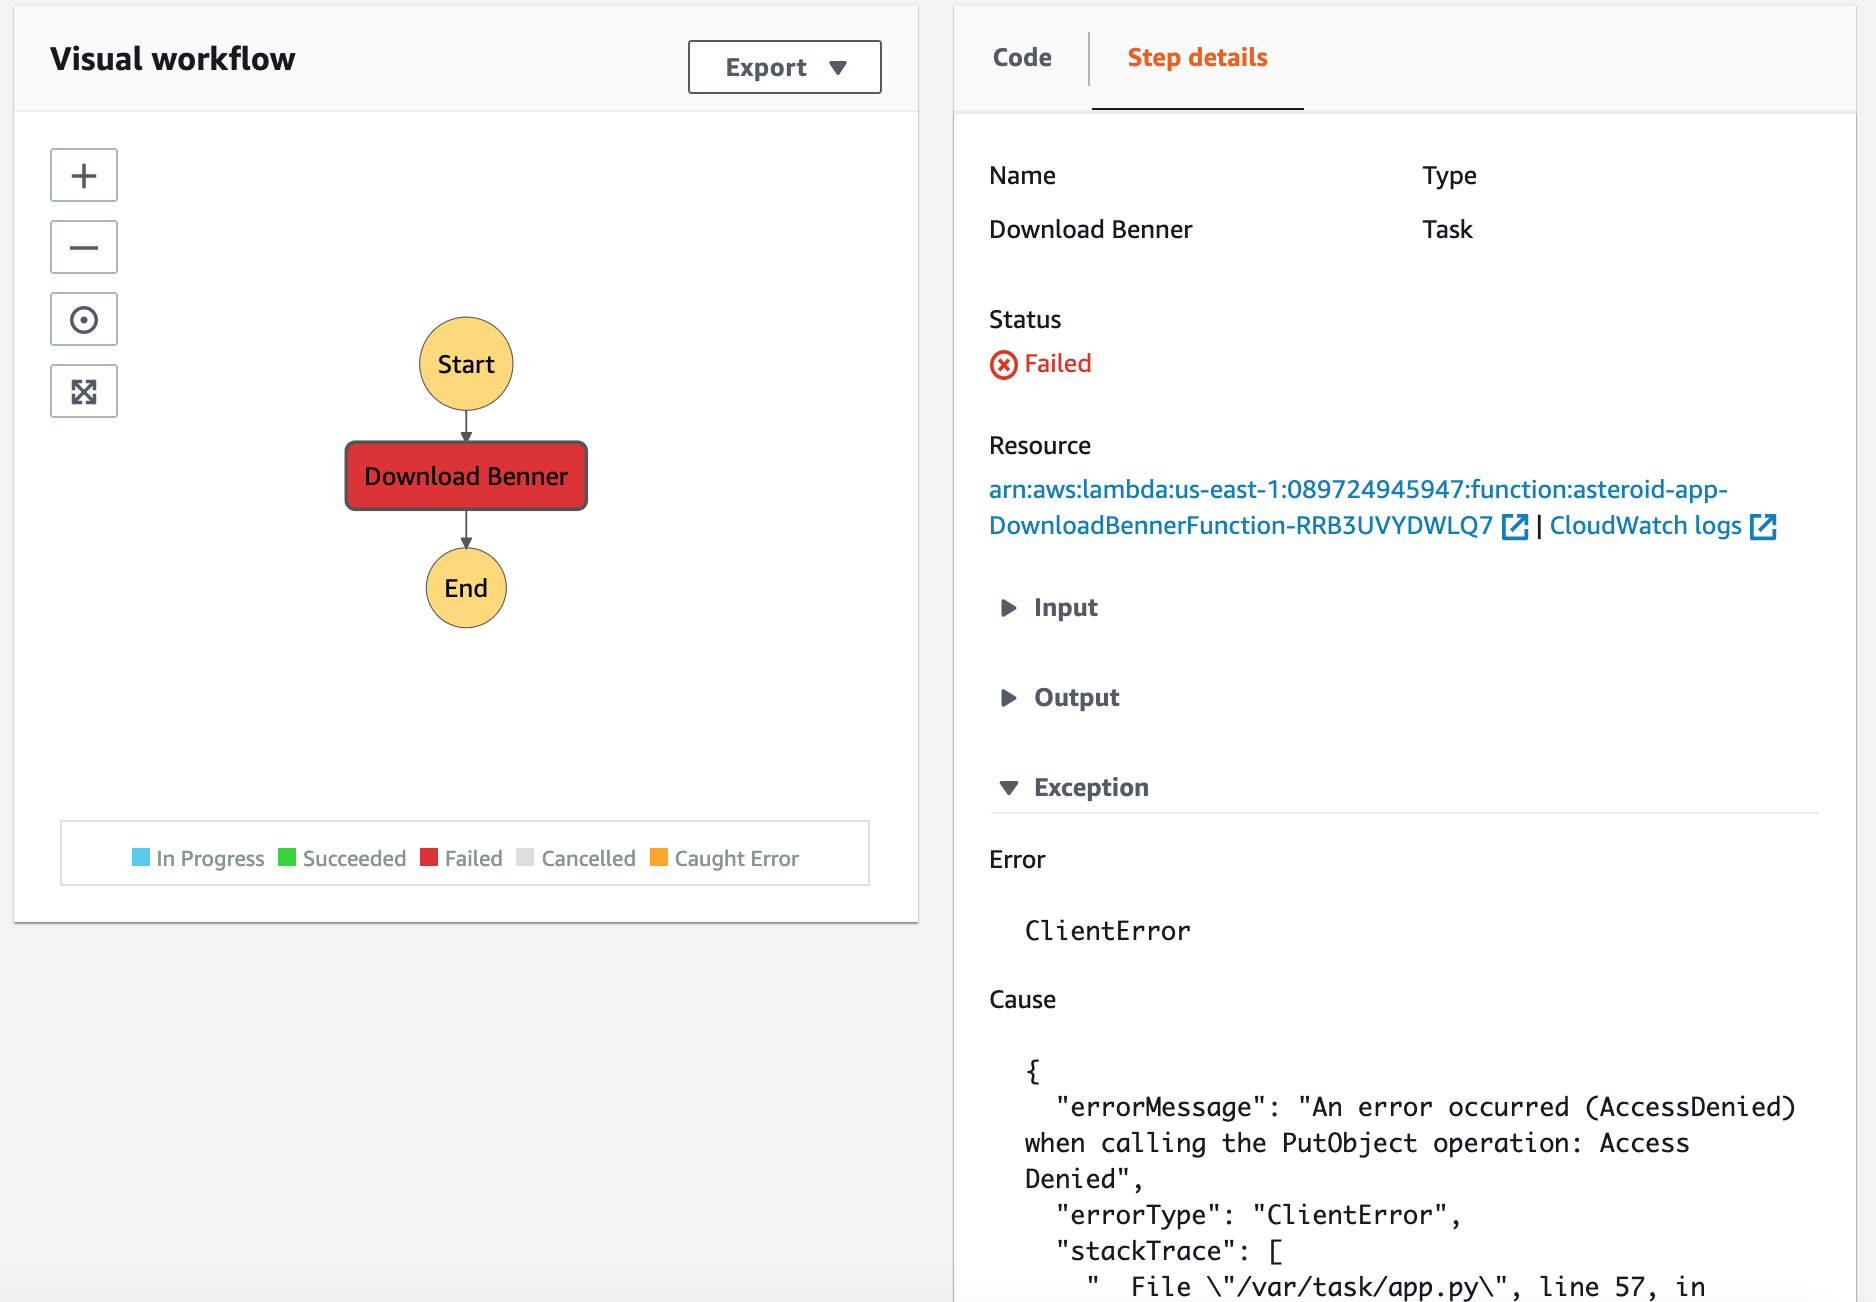 Visual workflow
Export
Start
Download Benner
End
In Progress Succeeded Failed Cancelled Caught Error
Code
Step details
Name
Type
Download Benner
Task
Status
Failed
Resource
arn:aws:lambda:us-east-1:089724945947:function:asteroid-app-
DownloadBennerFunction-RRB3UVYDWLQ7 | CloudWatch logs
Input
Output
Exception
Error
ClientError
Cause
{
"errorMessage": "An error occurred (AccessDenied)
when calling the PutObject operation: Access
Denied",
"errorType": "ClientError",
"stackTrace": [
"  File \"/var/task/app.py\", line 57, in